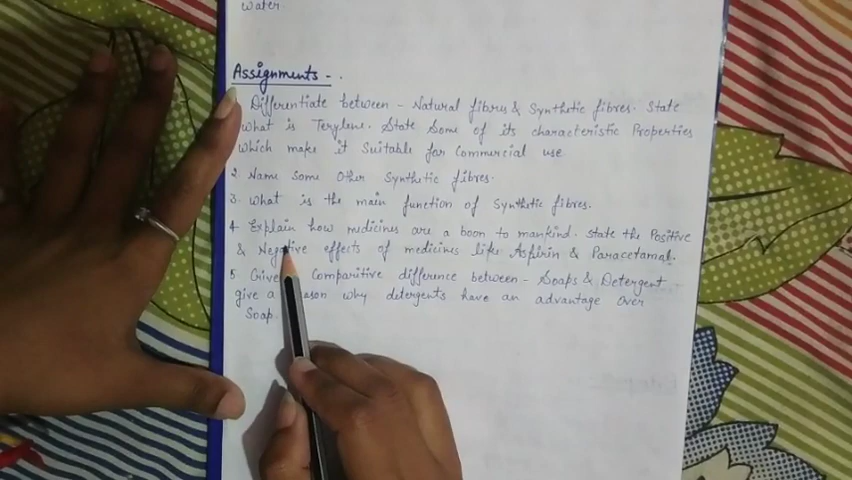 water.
Assignments - .
Differentiate between - Natural fibres & Synthetic fibres. State
what is Terylene. State Some of its characteristic Properties
which make it Suitable for Commercial use
2. Name some Other Synthetic fibres.
3. What is the main function of Synthetic fibres.
4. Explain how medicines are a boon to mankind. State the Positive
& Negative effects of medicines like Aspirin & Paracetamal.
5 Give Comparitive difference between - Soaps & Detergent
give a reason why detergents have an advantage Over
Soap.